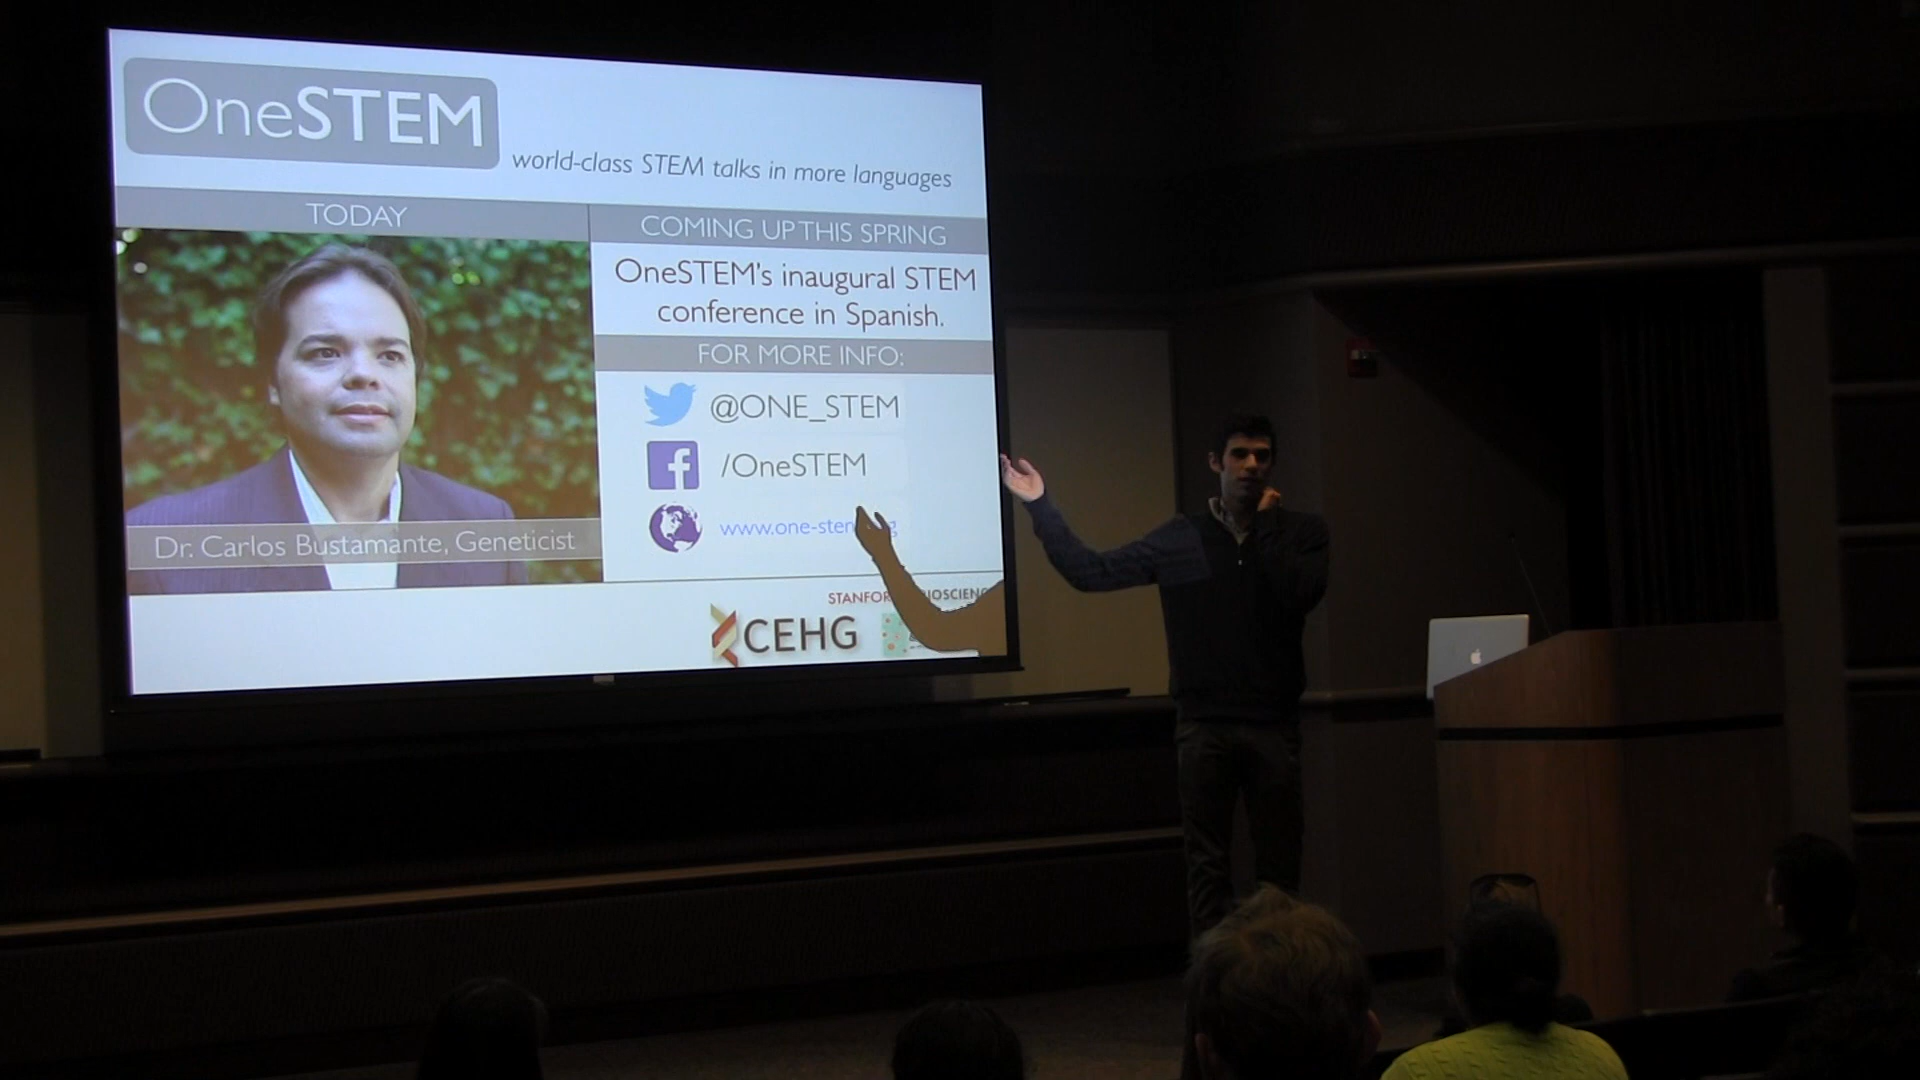 OneSTEM
world-class STEM talks in more languages
TODAY
COMING UP THIS SPRING
OneSTEM's inaugural STEM
conference in Spanish.
FOR MORE INFO:
@ONE_STEM
/OneSTEM
Dr. Carlos Bustamante, Geneticist
CEHG